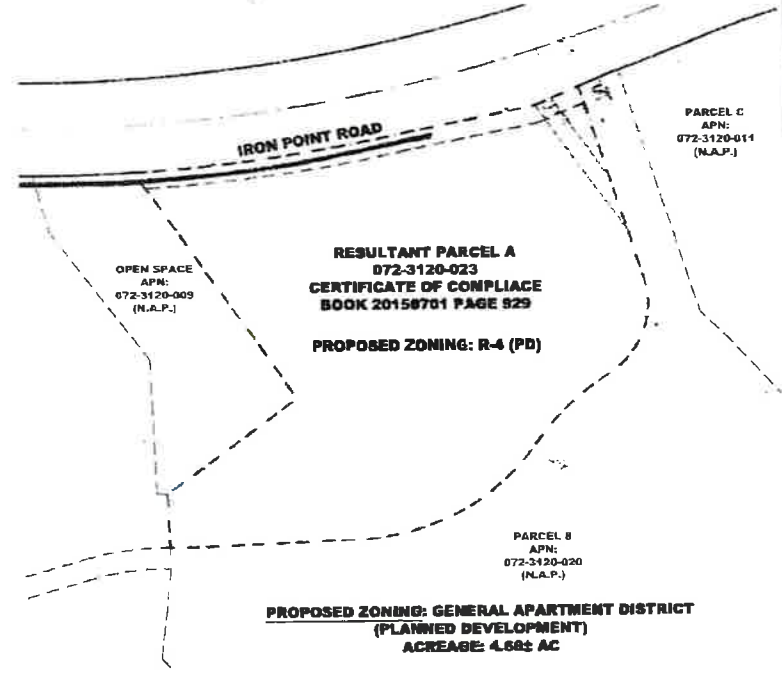 IRON POINT ROAD
PARCEL C
APN:
072-3120-011
(N.A.P.)
OPEN SPACE
APN:
072-3120-009
(N.A.P.)
RESULTANT PARCEL A
072-3120-023
CERTIFICATE OF COMPLIACE
BOOK 20150701 PAGE 929
PROPOSED ZONING: R-4 (PD)
PARCEL B
APN:
072-3120-020
(N.A.P.)
PROPOSED ZONING: GENERAL APARTMENT DISTRICT
(PLANNED DEVELOPMENT)
ACREAGE: 4.68± AC